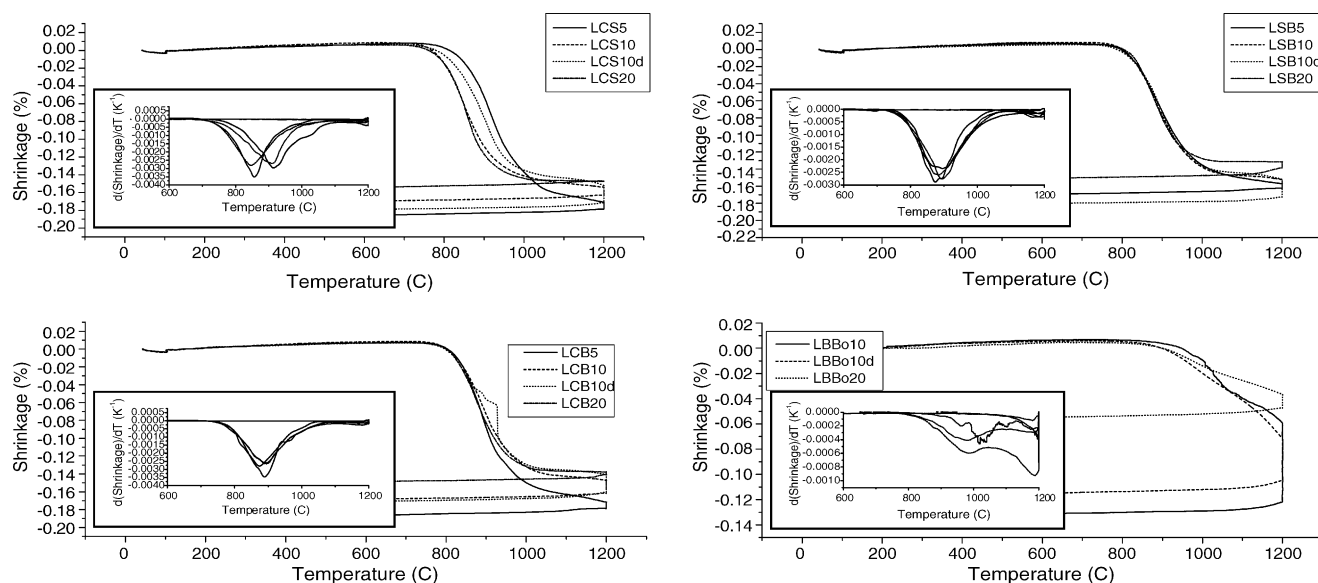 0.02
0.00
-0.02
-0.04
-0.06
-0.08
-0.10
-0.12
-0.14
-0.16
-0.18
-0.20
Shrinkage (%)
0 200 400 600 800 1000 1200
Temperature (C)
LCS5
LCS10
LCS10d
LCS20
0.0005
0.000
-0.0005
-0.0010
-0.0015
-0.0020
-0.0025
-0.0030
-0.0035
-0.0040
d(Shrinkage)/dT (K-1)
600 800 1000 1200
Temperature (C)
0.02
0.00
-0.02
-0.04
-0.06
-0.08
-0.10
-0.12
-0.14
-0.16
-0.18
-0.20
-0.22
Shrinkage (%)
0 200 400 600 800 1000 1200
Temperature (C)
LSB5
LSB10
LSB10d
LSB20
0.0000
-0.0005
-0.0010
-0.0015
-0.0020
-0.0025
-0.0030
d(Shrinkage)/dT (K-1)
600 800 1000 1200
Temperature (C)
0.02
0.00
-0.02
-0.04
-0.06
-0.08
-0.10
-0.12
-0.14
-0.16
-0.18
-0.20
Shrinkage (%)
0 200 400 600 800 1000 1200
Temperature (C)
LCB5
LCB10
LCB10d
LCB20
0.0005
0.0000
-0.0005
-0.0010
-0.0015
-0.0020
-0.0025
-0.0030
-0.0035
-0.0040
d(Shrinkage)/dT (K-1)
600 800 1000 1200
Temperature (C)
0.02
0.00
-0.02
-0.04
-0.06
-0.08
-0.10
-0.12
-0.14
Shrinkage (%)
0 200 400 600 800 1000 1200
Temperature (C)
LBBo10
LBBo10d
LBBo20
0.0000
-0.0002
-0.0004
-0.0006
-0.0008
-0.0010
d(Shrinkage)/dT (K-1)
600 800 1000 1200
Temperature (C)